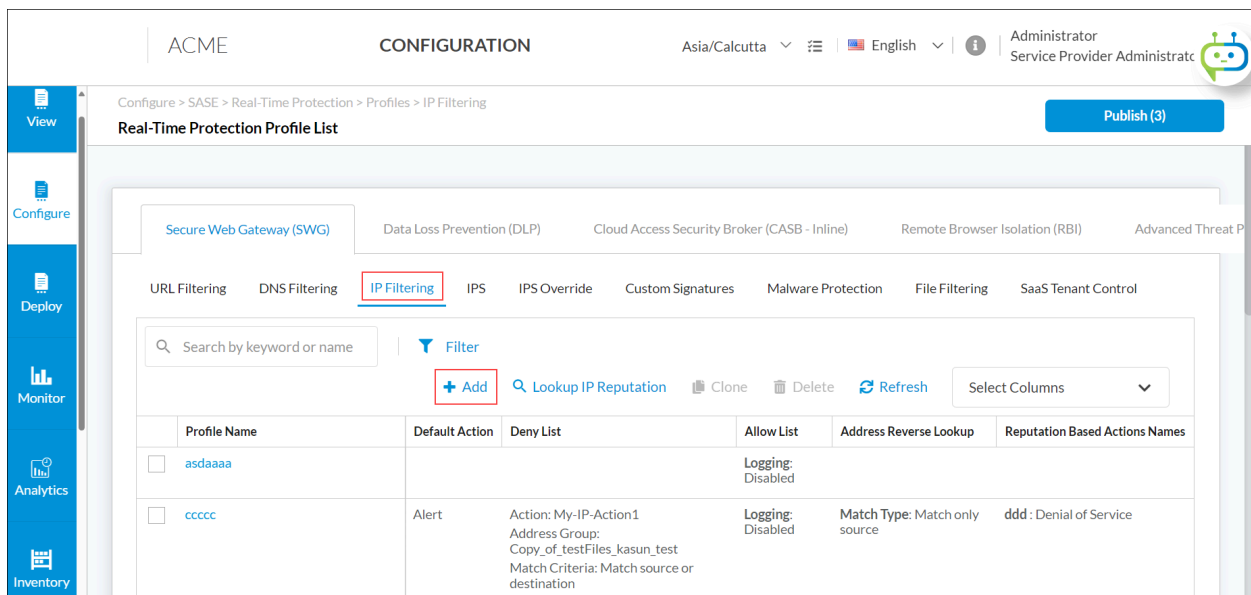 ACME
CONFIGURATION
Asia/Calcutta
English
Administrator
Service Provider Administratc
View
Configure
Deploy
Monitor
Analytics
Inventory
Configure > SASE > Real-Time Protection > Profiles > IP Filtering
Real-Time Protection Profile List
Publish (3)
Secure Web Gateway (SWG)
Data Loss Prevention (DLP)
Cloud Access Security Broker (CASB - Inline)
Remote Browser Isolation (RBI)
Advanced Threat P
URL Filtering
DNS Filtering
IP Filtering
IPS
IPS Override
Custom Signatures
Malware Protection
File Filtering
SaaS Tenant Control
Search by keyword or name
Filter
Add
Lookup IP Reputation
Clone
Delete
Refresh
Select Columns
Profile Name
Default Action
Deny List
Allow List
Address Reverse Lookup
Reputation Based Actions Names
asdaaaa
Logging:
Disabled
ccccc
Alert
Action: My-IP-Action1
Address Group:
Copy_of_testFiles_kasun_test
Match Criteria: Match source or
destination
Logging:
Disabled
Match Type: Match only
source
ddd : Denial of Service